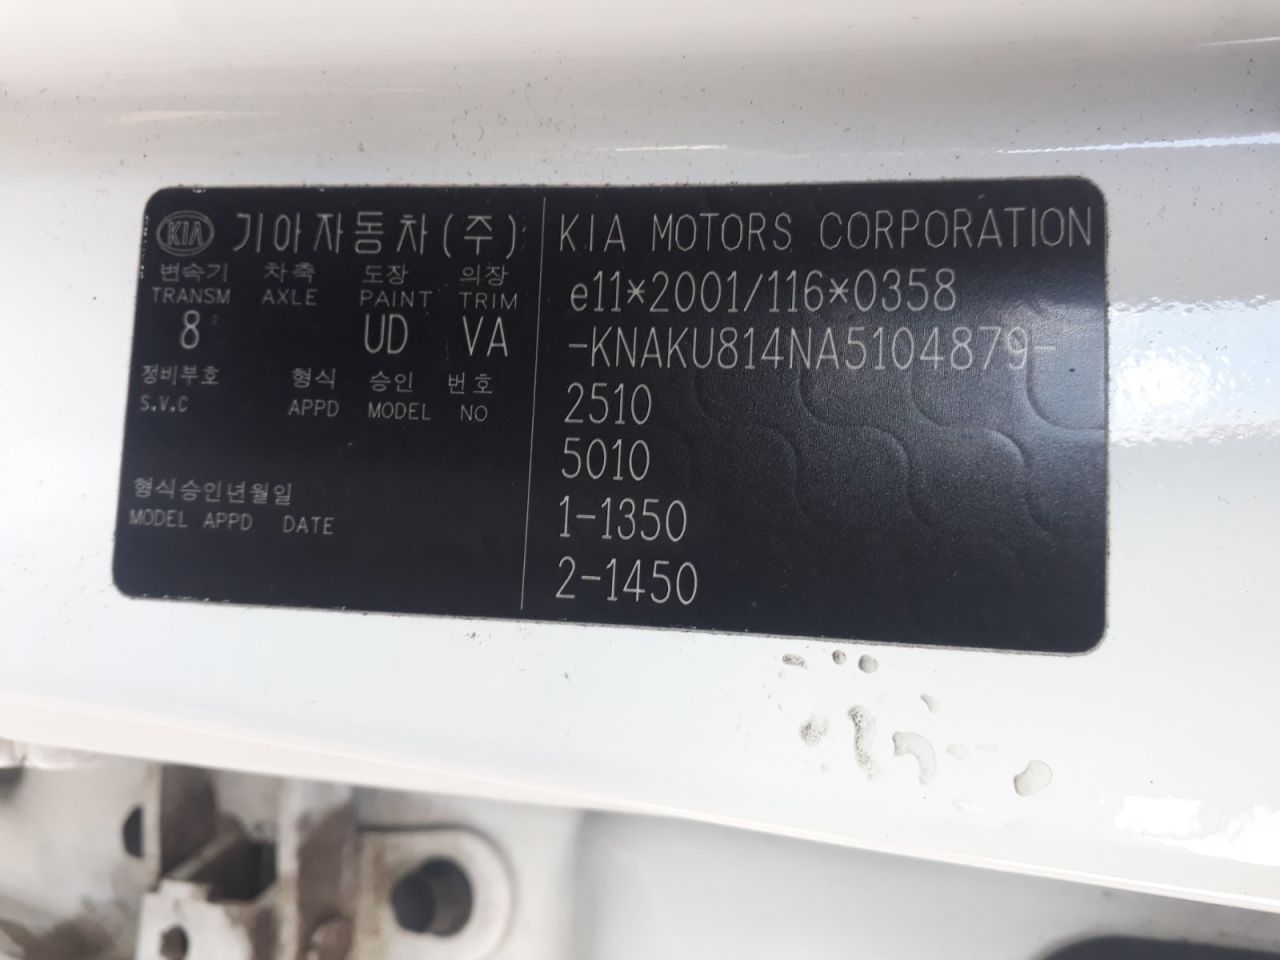 KIA 기아자동차(주)
변속기 차축 도장 의장
TRANSM AXLE PAINT TRIM
8 UD VA
정비부호 형식 승인 번호
S.V.C APPD MODEL NO
형식승인년월일
MODEL APPD DATE
KIA MOTORS CORPORATION
e11*2001/116*0358
-KNAKU814NA5104879-
2510
5010
1-1350
2-1450